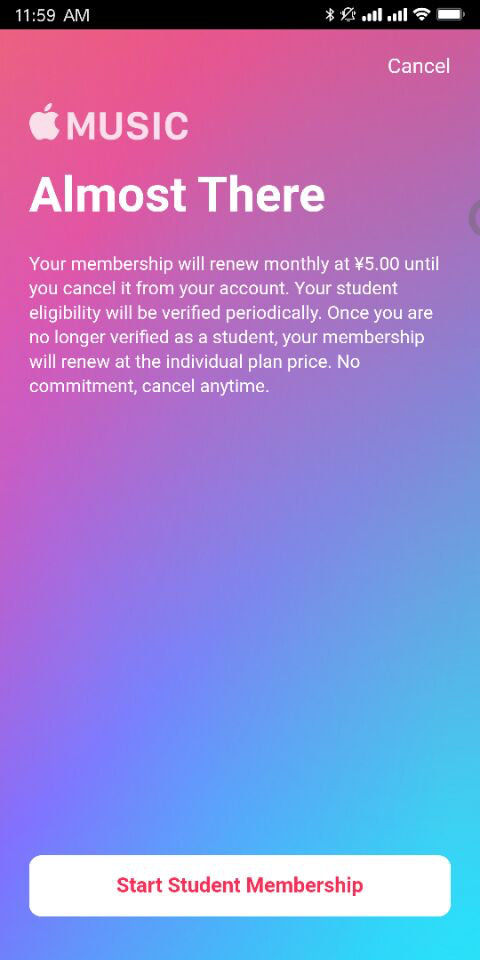 11:59 AM
Cancel
MUSIC
Almost There
Your membership will renew monthly at ¥5.00 until
you cancel it from your account. Your student
eligibility will be verified periodically. Once you are
no longer verified as a student, your membership
will renew at the individual plan price. No
commitment, cancel anytime.
Start Student Membership